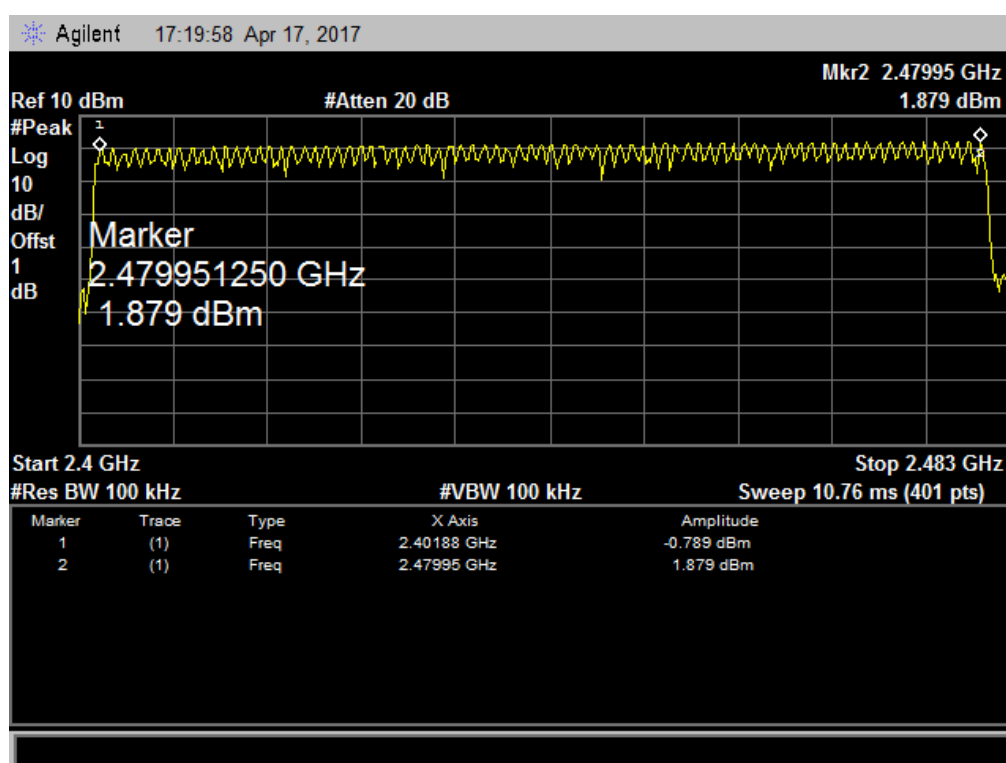 Agilent 17:19:58 Apr 17, 2017
Mkr2 2.47995 GHz
Ref 10 dBm #Atten 20 dB 1.879 dBm
#Peak
Log
10
dB/
Offst
1
dB
1
2
Marker
2.479951250 GHz
1.879 dBm
Start 2.4 GHz Stop 2.483 GHz
#Res BW 100 kHz #VBW 100 kHz Sweep 10.76 ms (401 pts)
Marker Trace Type X Axis Amplitude
1 (1) Freq 2.40188 GHz -0.789 dBm
2 (1) Freq 2.47995 GHz 1.879 dBm